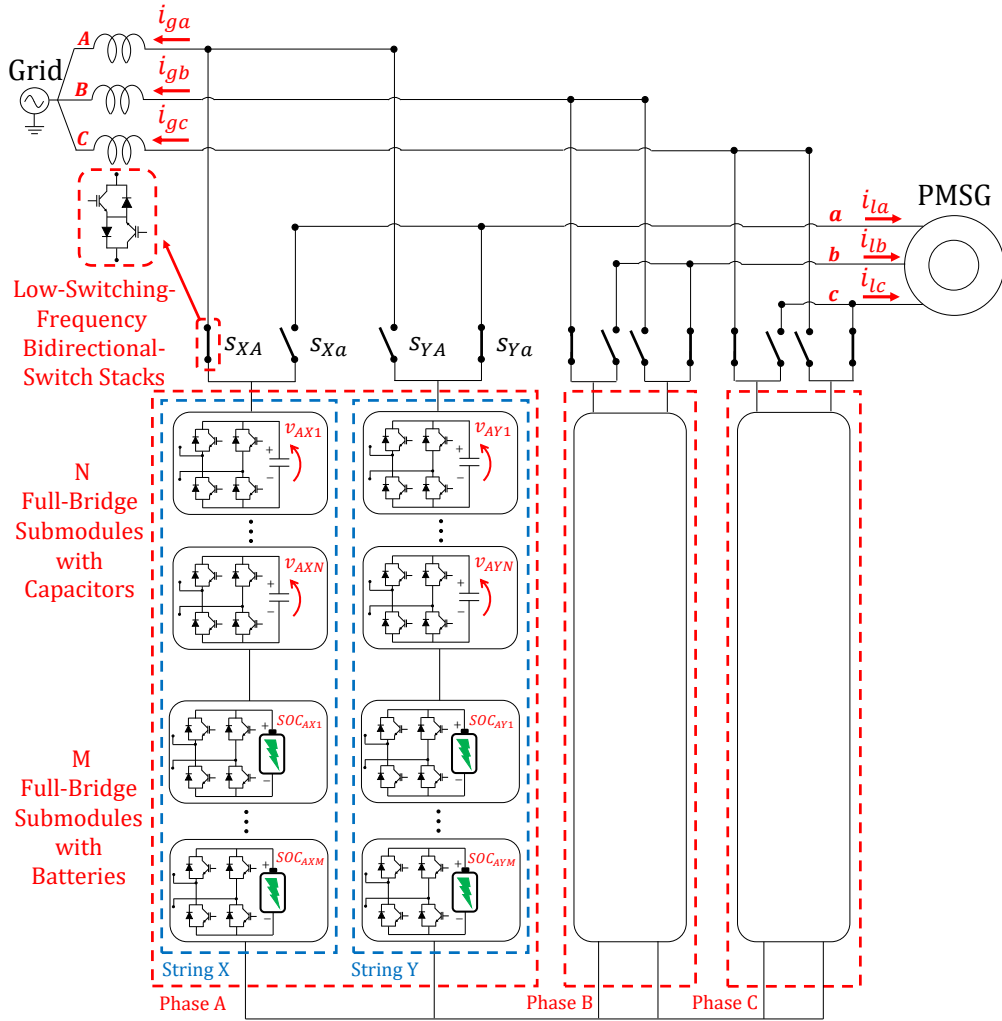 i_ga
A
Grid
i_gb
B
i_gc
C
PMSG
a
i_la
b
i_lb
c
i_lc
Low-Switching-
Frequency
Bidirectional-
Switch Stacks
s_XA
s_Xa
s_YA
s_Ya
N
Full-Bridge
Submodules
with
Capacitors
v_AX1
+
−
v_AY1
+
−
v_AXN
+
−
v_AYN
+
−
M
Full-Bridge
Submodules
with
Batteries
SOC_AX1
+
−
SOC_AY1
+
−
SOC_AXM
+
−
SOC_AYM
+
−
String X
String Y
Phase A
Phase B
Phase C